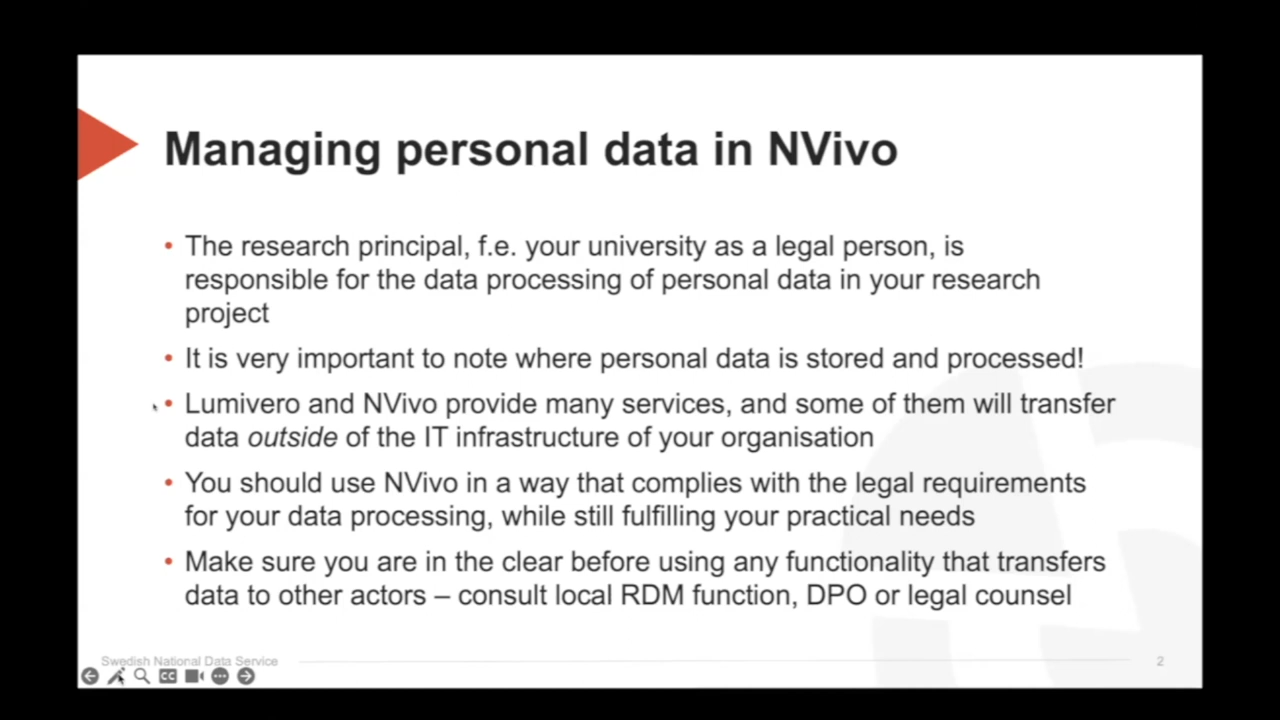 Managing personal data in NVivo
• The research principal, f.e. your university as a legal person, is
responsible for the data processing of personal data in your research
project
• It is very important to note where personal data is stored and processed!
• Lumivero and NVivo provide many services, and some of them will transfer
data outside of the IT infrastructure of your organisation
• You should use NVivo in a way that complies with the legal requirements
for your data processing, while still fulfilling your practical needs
• Make sure you are in the clear before using any functionality that transfers
data to other actors – consult local RDM function, DPO or legal counsel
Swedish National Data Service
2
CC